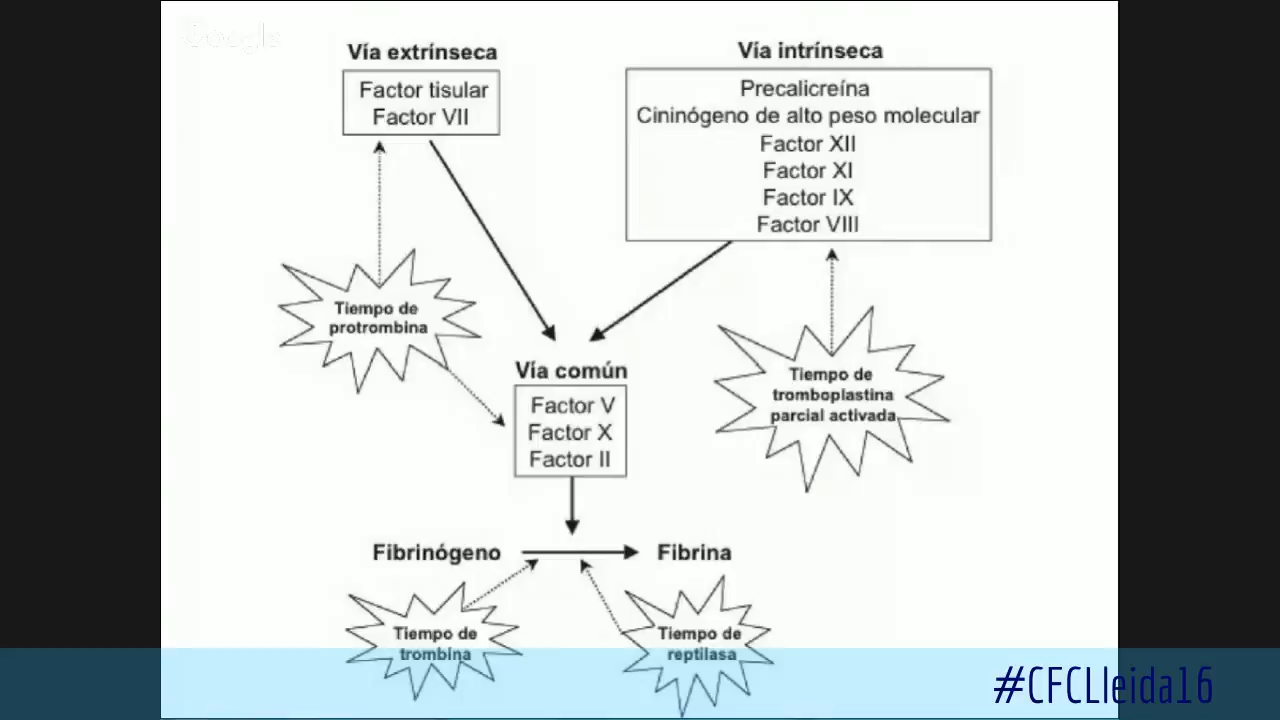 Google
Vía extrínseca
Factor tisular
Factor VII
Vía intrínseca
Precalicreína
Cininógeno de alto peso molecular
Factor XII
Factor XI
Factor IX
Factor VIII
Tiempo de
protrombina
Tiempo de
tromboplastina
parcial activada
Vía común
Factor V
Factor X
Factor II
Fibrinógeno
Fibrina
Tiempo de
trombina
Tiempo de
reptilasa
#CFCLleida16